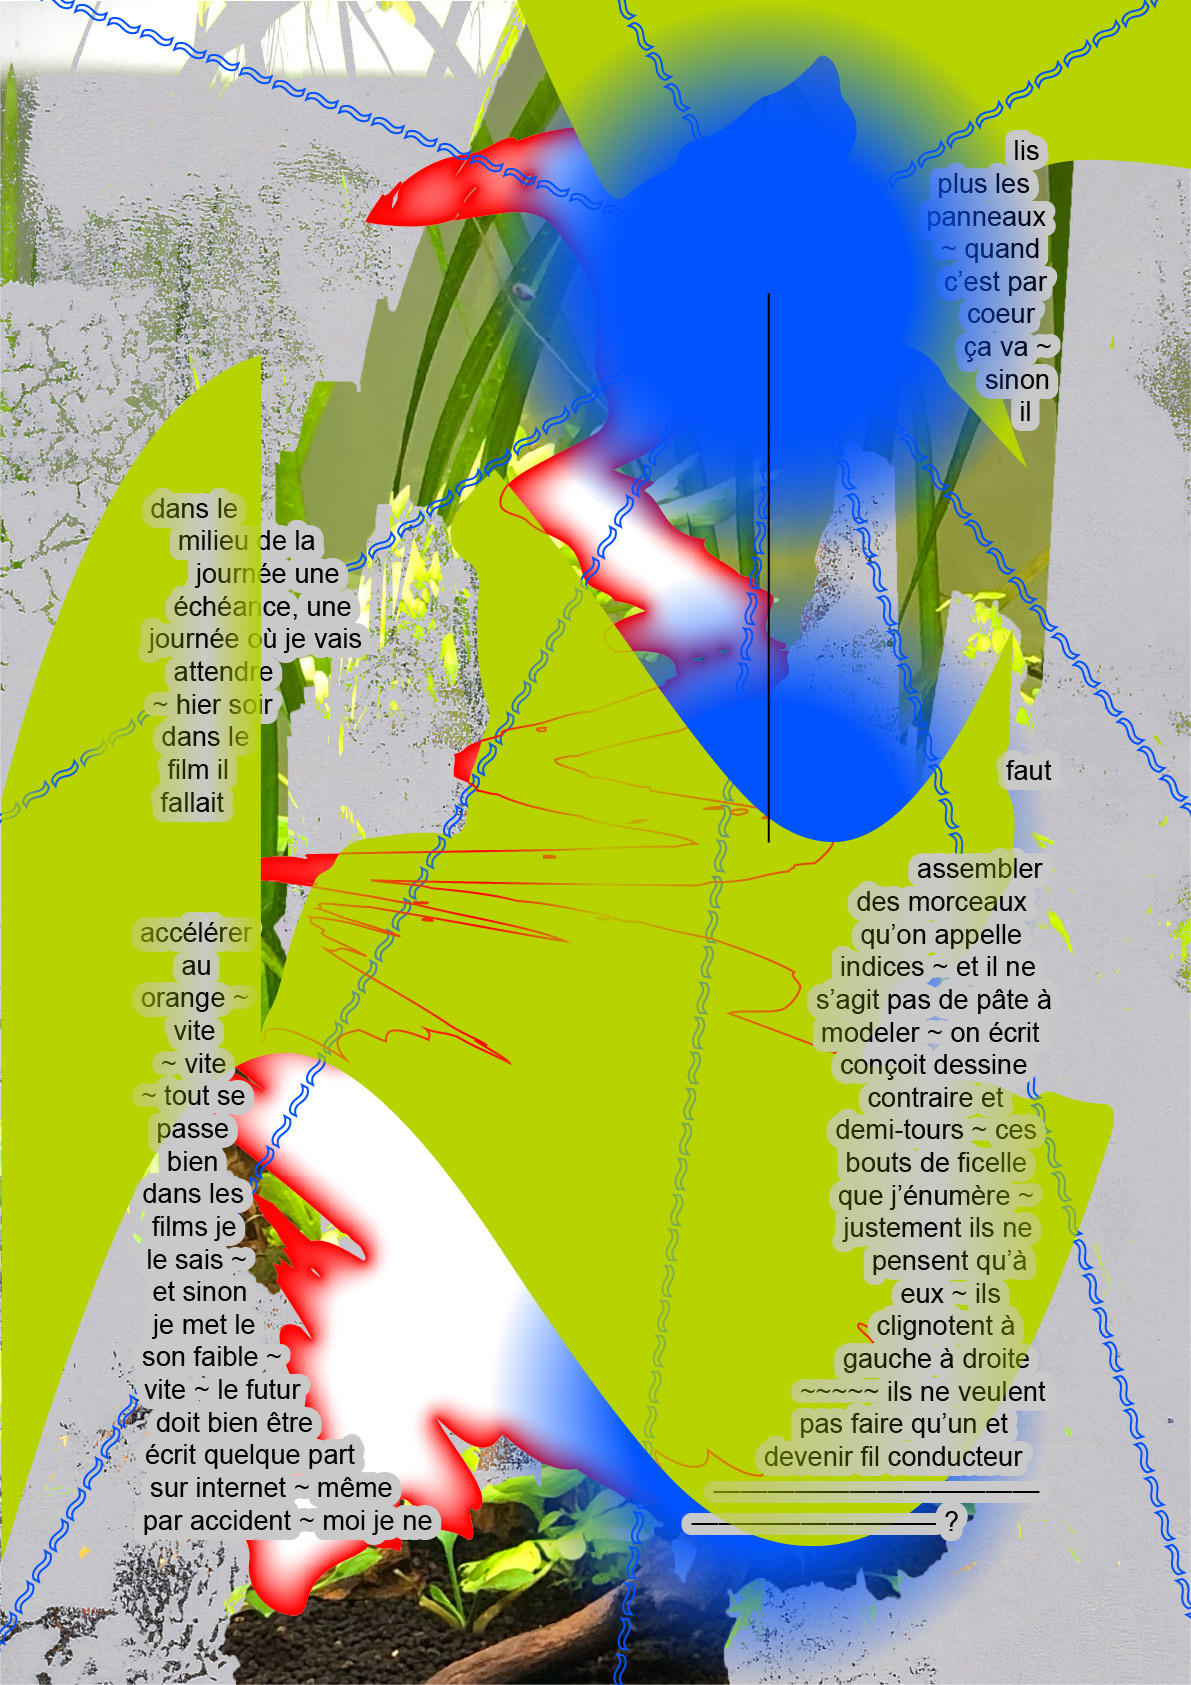 dans le
milieu de la
journée une
échéance, une
journée où je vais
attendre
~ hier soir
dans le
film il
fallait
accélérer
au
orange ~
vite
~ vite
~ tout se
passe
bien
dans les
films je
le sais ~
et sinon
je met le
son faible ~
vite ~ le futur
doit bien être
écrit quelque part
sur internet ~ même
par accident ~ moi je ne
lis
plus les
panneaux
~ quand
c’est par
coeur
ça va ~
sinon
il
faut
assembler
des morceaux
qu’on appelle
indices ~ et il ne
s’agit pas de pâte à
modeler ~ on écrit
conçoit dessine
contraire et
demi-tours ~ ces
bouts de ficelle
que j’énumère ~
justement ils ne
pensent qu’à
eux ~ ils
clignotent à
gauche à droite
~~~~~ ils ne veulent
pas faire qu’un et
devenir fil conducteur
————————————
————————— ?